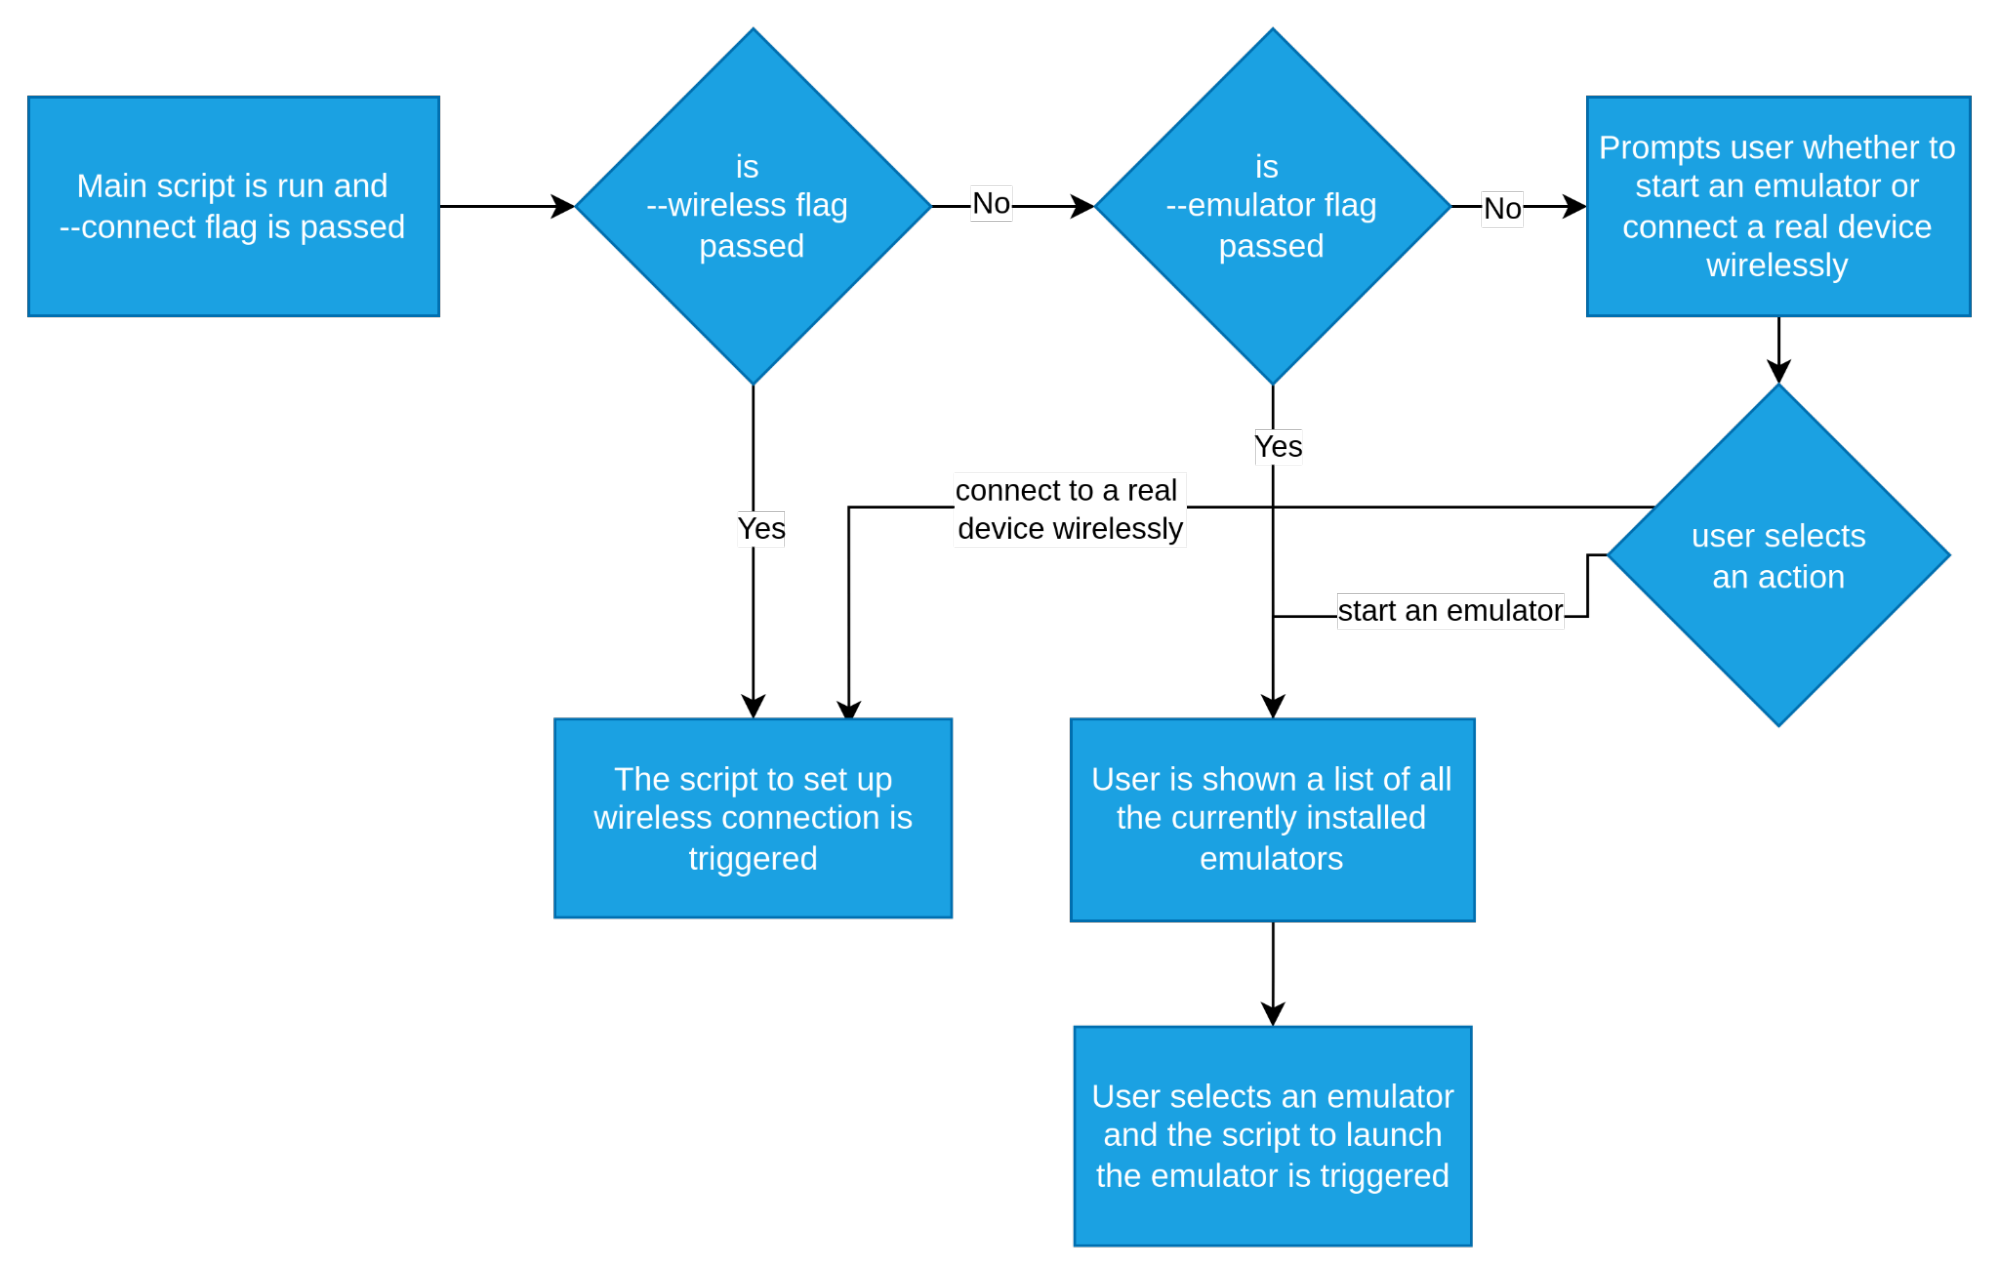 Main script is run and
--connect flag is passed
is
--wireless flag
passed
No
is
--emulator flag
passed
No
Prompts user whether to
start an emulator or
connect a real device
wirelessly
Yes
Yes
connect to a real
device wirelessly
start an emulator
user selects
an action
The script to set up
wireless connection is
triggered
User is shown a list of all
the currently installed
emulators
User selects an emulator
and the script to launch
the emulator is triggered